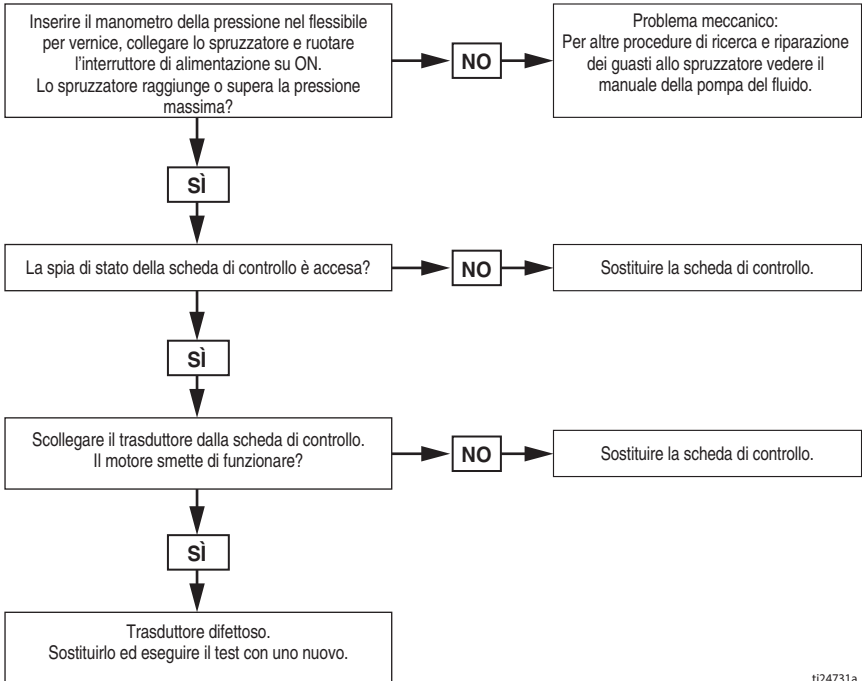 Inserire il manometro della pressione nel flessibile
per vernice, collegare lo spruzzatore e ruotare
l'interruttore di alimentazione su ON.
Lo spruzzatore raggiunge o supera la pressione
massima?
NO
Problema meccanico:
Per altre procedure di ricerca e riparazione
dei guasti allo spruzzatore vedere il
manuale della pompa del fluido.
SÌ
La spia di stato della scheda di controllo è accesa?
NO
Sostituire la scheda di controllo.
SÌ
Scollegare il trasduttore dalla scheda di controllo.
Il motore smette di funzionare?
NO
Sostituire la scheda di controllo.
SÌ
Trasduttore difettoso.
Sostituirlo ed eseguire il test con uno nuovo.
ti24731a